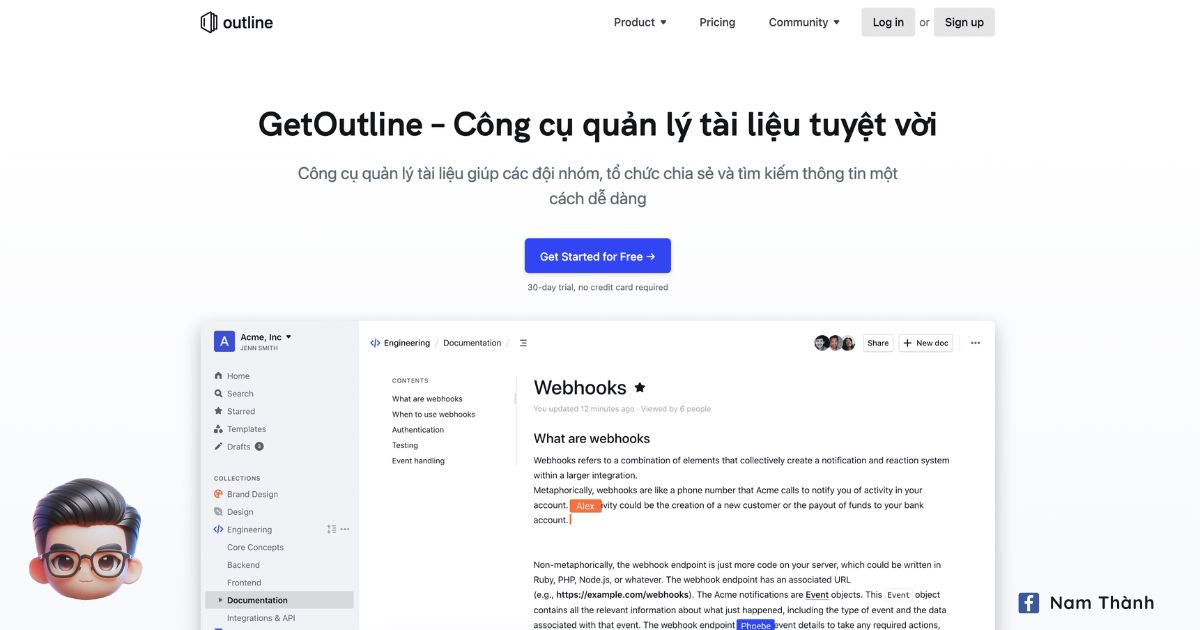 outline
Product
Pricing
Community
Log in
or
Sign up
GetOutline – Công cụ quản lý tài liệu tuyệt vời
Công cụ quản lý tài liệu giúp các đội nhóm, tổ chức chia sẻ và tìm kiếm thông tin một
cách dễ dàng
Get Started for Free →
30-day trial, no credit card required
A
Acme, Inc
JENN SMITH
Home
Search
Starred
Templates
Drafts
COLLECTIONS
Brand Design
Design
Engineering
Core Concepts
Backend
Frontend
Documentation
Integrations & API
Engineering / Documentation /
Share
+ New doc
CONTENTS
What are webhooks
When to use webhooks
Authentication
Testing
Event handling
Webhooks ★
You updated 12 minutes ago · Viewed by 6 people
What are webhooks
Webhooks refers to a combination of elements that collectively create a notification and reaction system
within a larger integration.
Metaphorically, webhooks are like a phone number that Acme calls to notify you of activity in your
account. Alex ivity could be the creation of a new customer or the payout of funds to your bank
account.
Non-metaphorically, the webhook endpoint is just more code on your server, which could be written in
Ruby, PHP, Node.js, or whatever. The webhook endpoint has an associated URL
(e.g., https://example.com/webhooks). The Acme notifications are Event objects. This Event object
contains all the relevant information about what just happened, including the type of event and the data
associated with that event. The webhook endpoint Phoebe event details to take any required actions,
Nam Thành